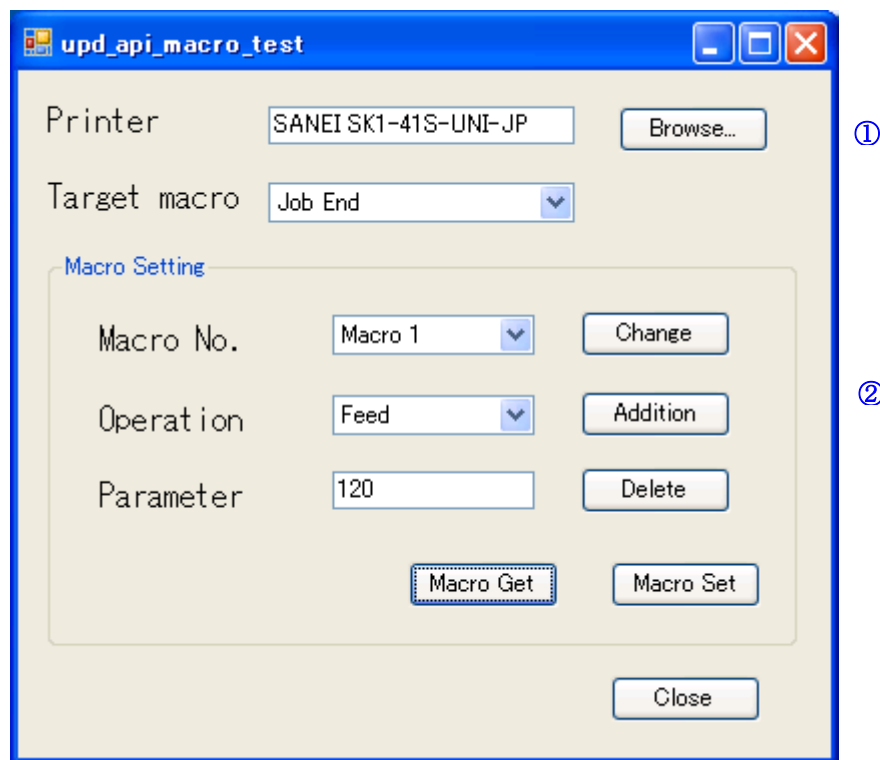 upd_api_macro_test
Printer SANEI SK1-41S-UNI-JP Browse... ①
Target macro Job End
Macro Setting
Macro No. Macro 1 Change
Operation Feed Addition ②
Parameter 120 Delete
Macro Get Macro Set
Close